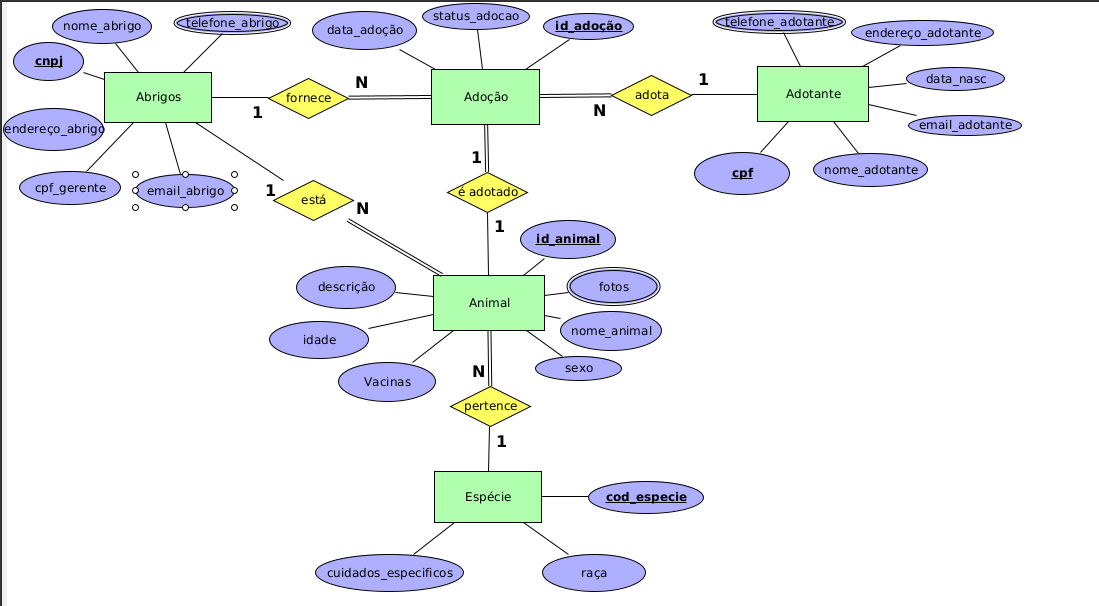 nome_abrigo
telefone_abrigo
cnpj
Abrigos
endereço_abrigo
cpf_gerente
email_abrigo
1
fornece
N
data_adoção
status_adocao
id_adoção
Adoção
N
adota
1
telefone_adotante
endereço_adotante
data_nasc
email_adotante
Adotante
cpf
nome_adotante
1
está
N
1
é adotado
1
id_animal
descrição
fotos
Animal
idade
nome_animal
Vacinas
sexo
N
pertence
1
Espécie
cod_especie
cuidados_especificos
raça